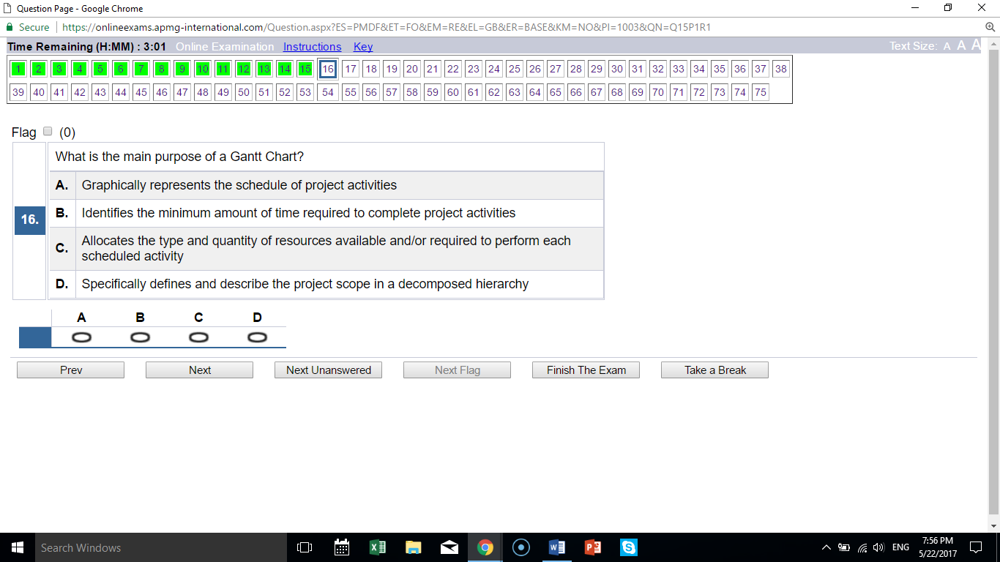 Question Page - Google Chrome
Secure https://onlineexams.apmg-international.com/Question.aspx?ES=PMDF&ET=FO&EM=RE&EL=GB&ER=BASE&KM=NO&PI=1003&QN=Q15P1R1
Time Remaining (H:MM) : 3:01 Online Examination Instructions Key Text Size: A A A
1 2 3 4 5 6 7 8 9 10 11 12 13 14 15 16 17 18 19 20 21 22 23 24 25 26 27 28 29 30 31 32 33 34 35 36 37 38
39 40 41 42 43 44 45 46 47 48 49 50 51 52 53 54 55 56 57 58 59 60 61 62 63 64 65 66 67 68 69 70 71 72 73 74 75
Flag (0)
What is the main purpose of a Gantt Chart?
A. Graphically represents the schedule of project activities
16.
B. Identifies the minimum amount of time required to complete project activities
C. Allocates the type and quantity of resources available and/or required to perform each
scheduled activity
D. Specifically defines and describe the project scope in a decomposed hierarchy
A B C D
Prev Next Next Unanswered Next Flag Finish The Exam Take a Break
Search Windows
ENG
7:56 PM
5/22/2017